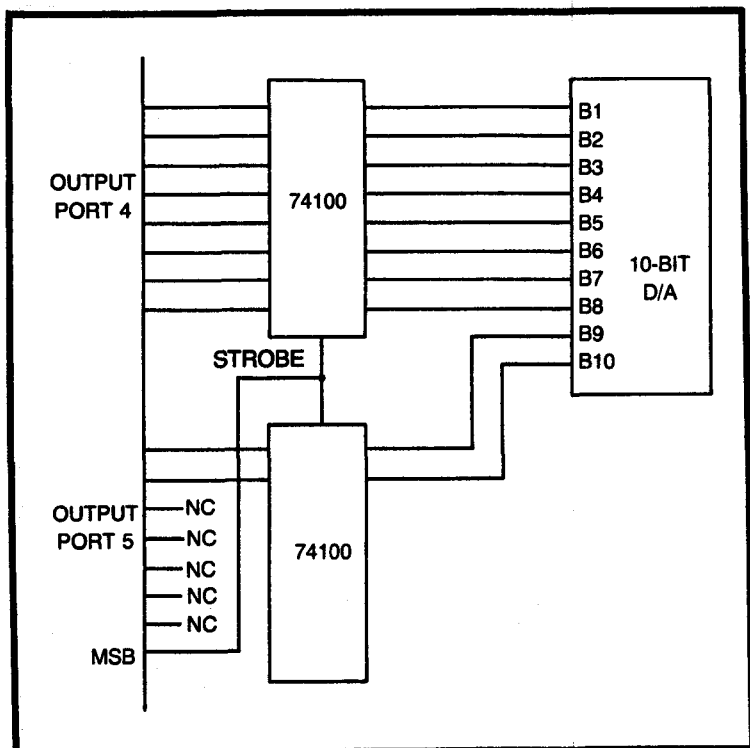 OUTPUT
PORT 4
74100
B1
B2
B3
B4
B5
B6
B7
B8
B9
B10
10-BIT
D/A
STROBE
OUTPUT
PORT 5
NC
NC
NC
NC
NC
MSB
74100